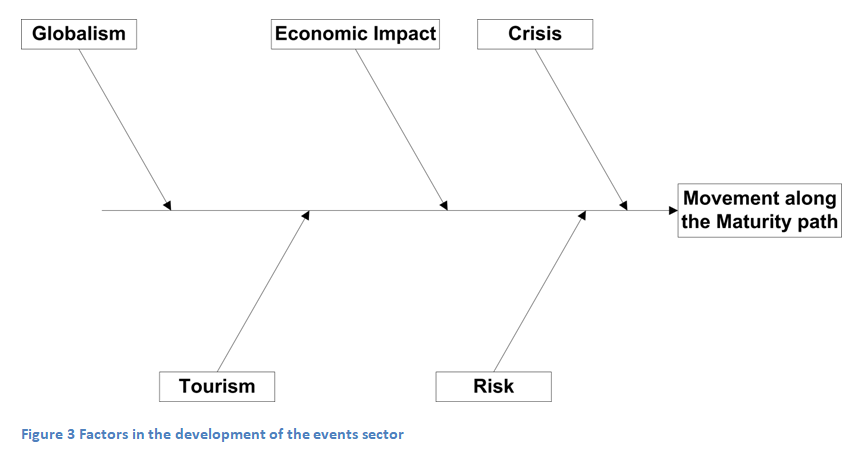 Globalism
Economic Impact
Crisis
Movement along
the Maturity path
Tourism
Risk
Figure 3 Factors in the development of the events sector